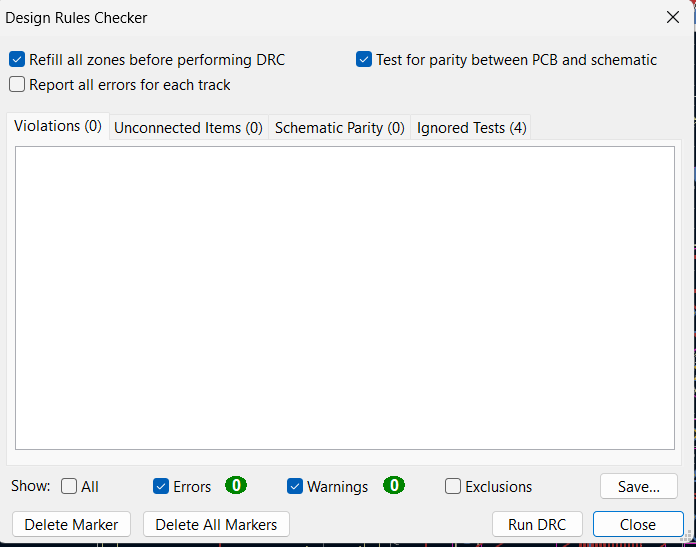 Design Rules Checker
Refill all zones before performing DRC
Test for parity between PCB and schematic
Report all errors for each track
Violations (0) Unconnected Items (0) Schematic Parity (0) Ignored Tests (4)
Show: All Errors 0 Warnings 0 Exclusions Save...
Delete Marker Delete All Markers Run DRC Close